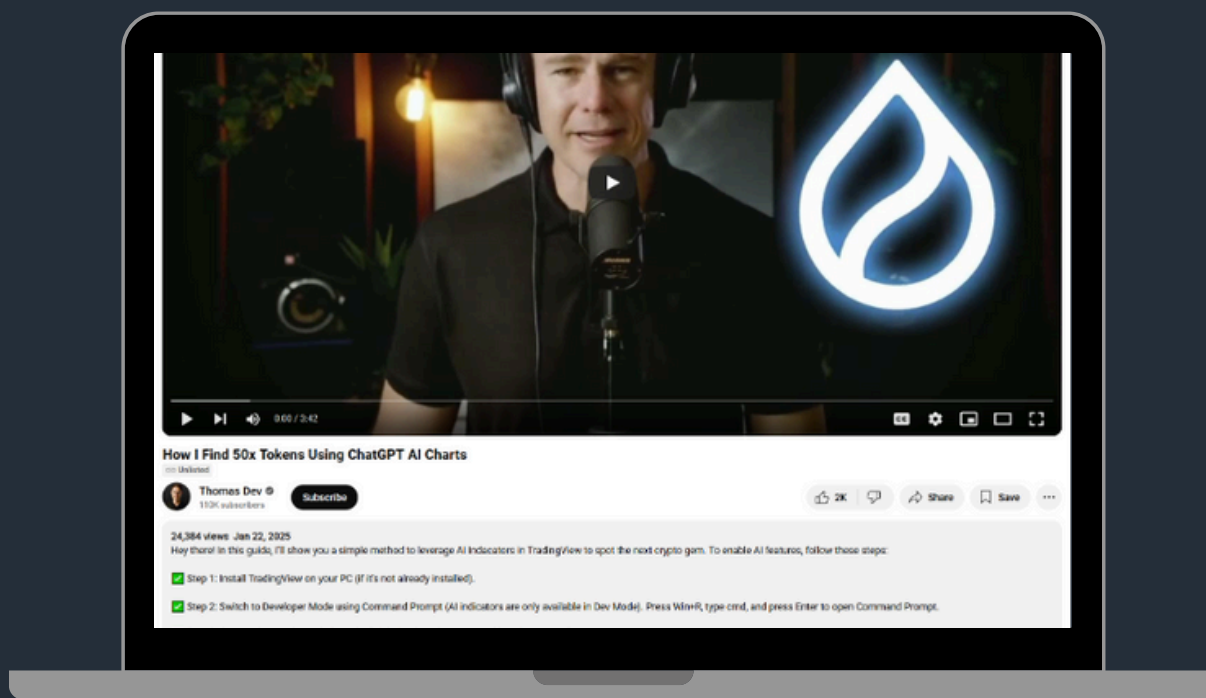 0:00 / 3:42
CC
How I Find 50x Tokens Using ChatGPT AI Charts
Unlisted
Thomas Dev
110K subscribers
Subscribe
2K
Share
Save
24,384 views Jan 22, 2025
Hey there! In this guide, I'll show you a simple method to leverage AI Indacators in TradingView to spot the next crypto gem. To enable AI features, follow these steps:
Step 1: Install TradingView on your PC (if it's not already installed).
Step 2: Switch to Developer Mode using Command Prompt (AI indicators are only available in Dev Mode). Press Win+R, type cmd, and press Enter to open Command Prompt.